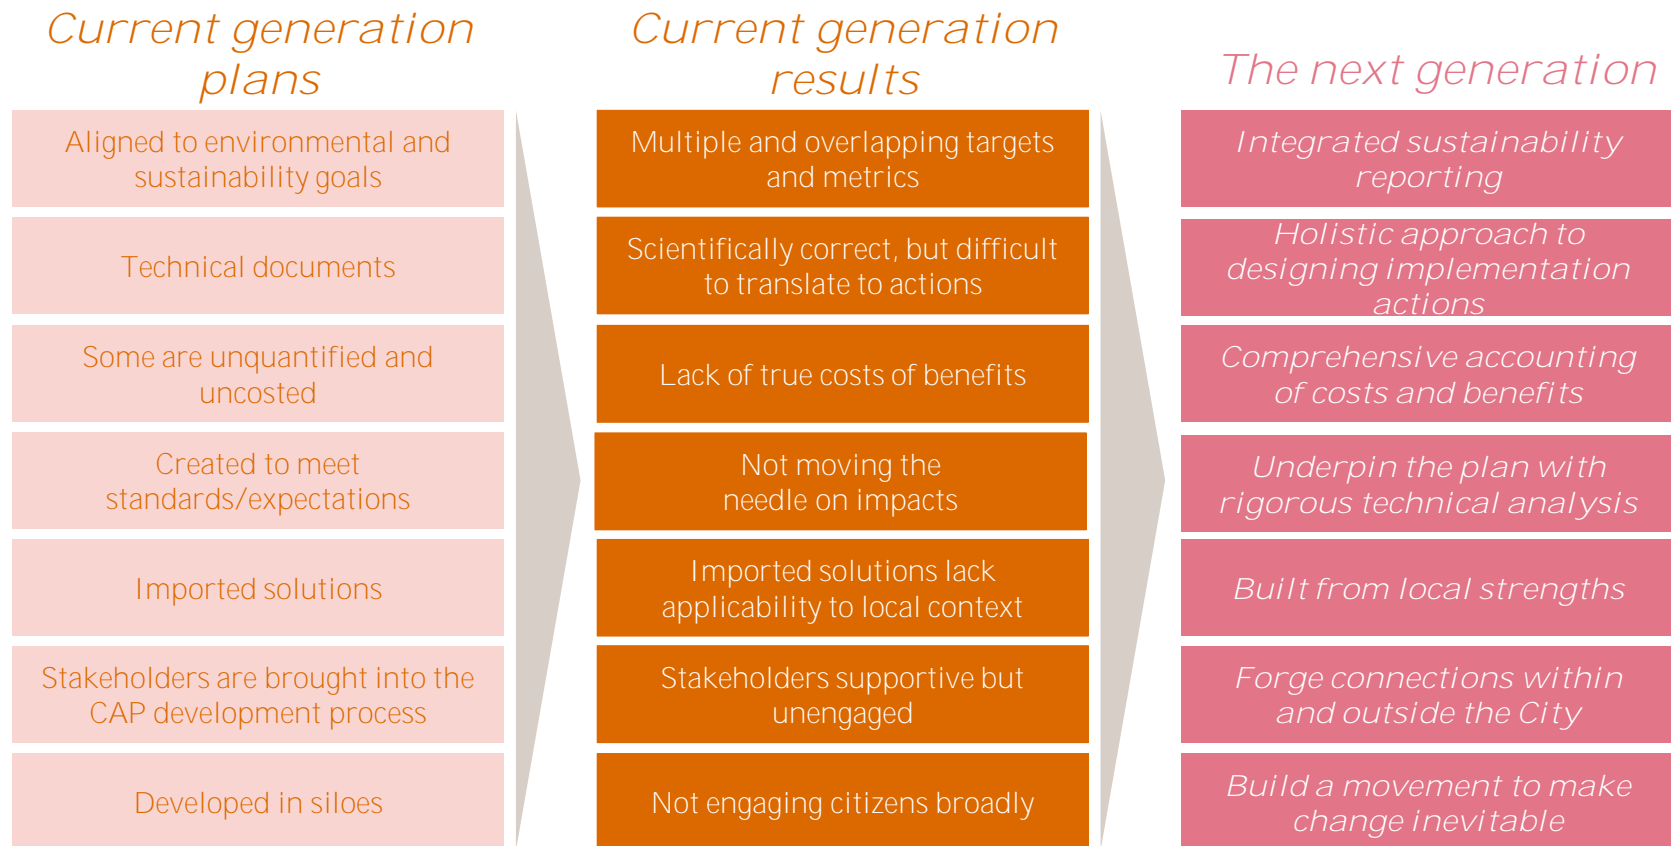 Current generation
plans
Aligned to environmental and
sustainability goals
Technical documents
Some are unquantified and
uncosted
Created to meet
standards/expectations
Imported solutions
Stakeholders are brought into the
CAP development process
Developed in siloes
Current generation
results
Multiple and overlapping targets
and metrics
Scientifically correct, but difficult
to translate to actions
Lack of true costs of benefits
Not moving the
needle on impacts
Imported solutions lack
applicability to local context
Stakeholders supportive but
unengaged
Not engaging citizens broadly
The next generation
Integrated sustainability
reporting
Holistic approach to
designing implementation
actions
Comprehensive accounting
of costs and benefits
Underpin the plan with
rigorous technical analysis
Built from local strengths
Forge connections within
and outside the City
Build a movement to make
change inevitable